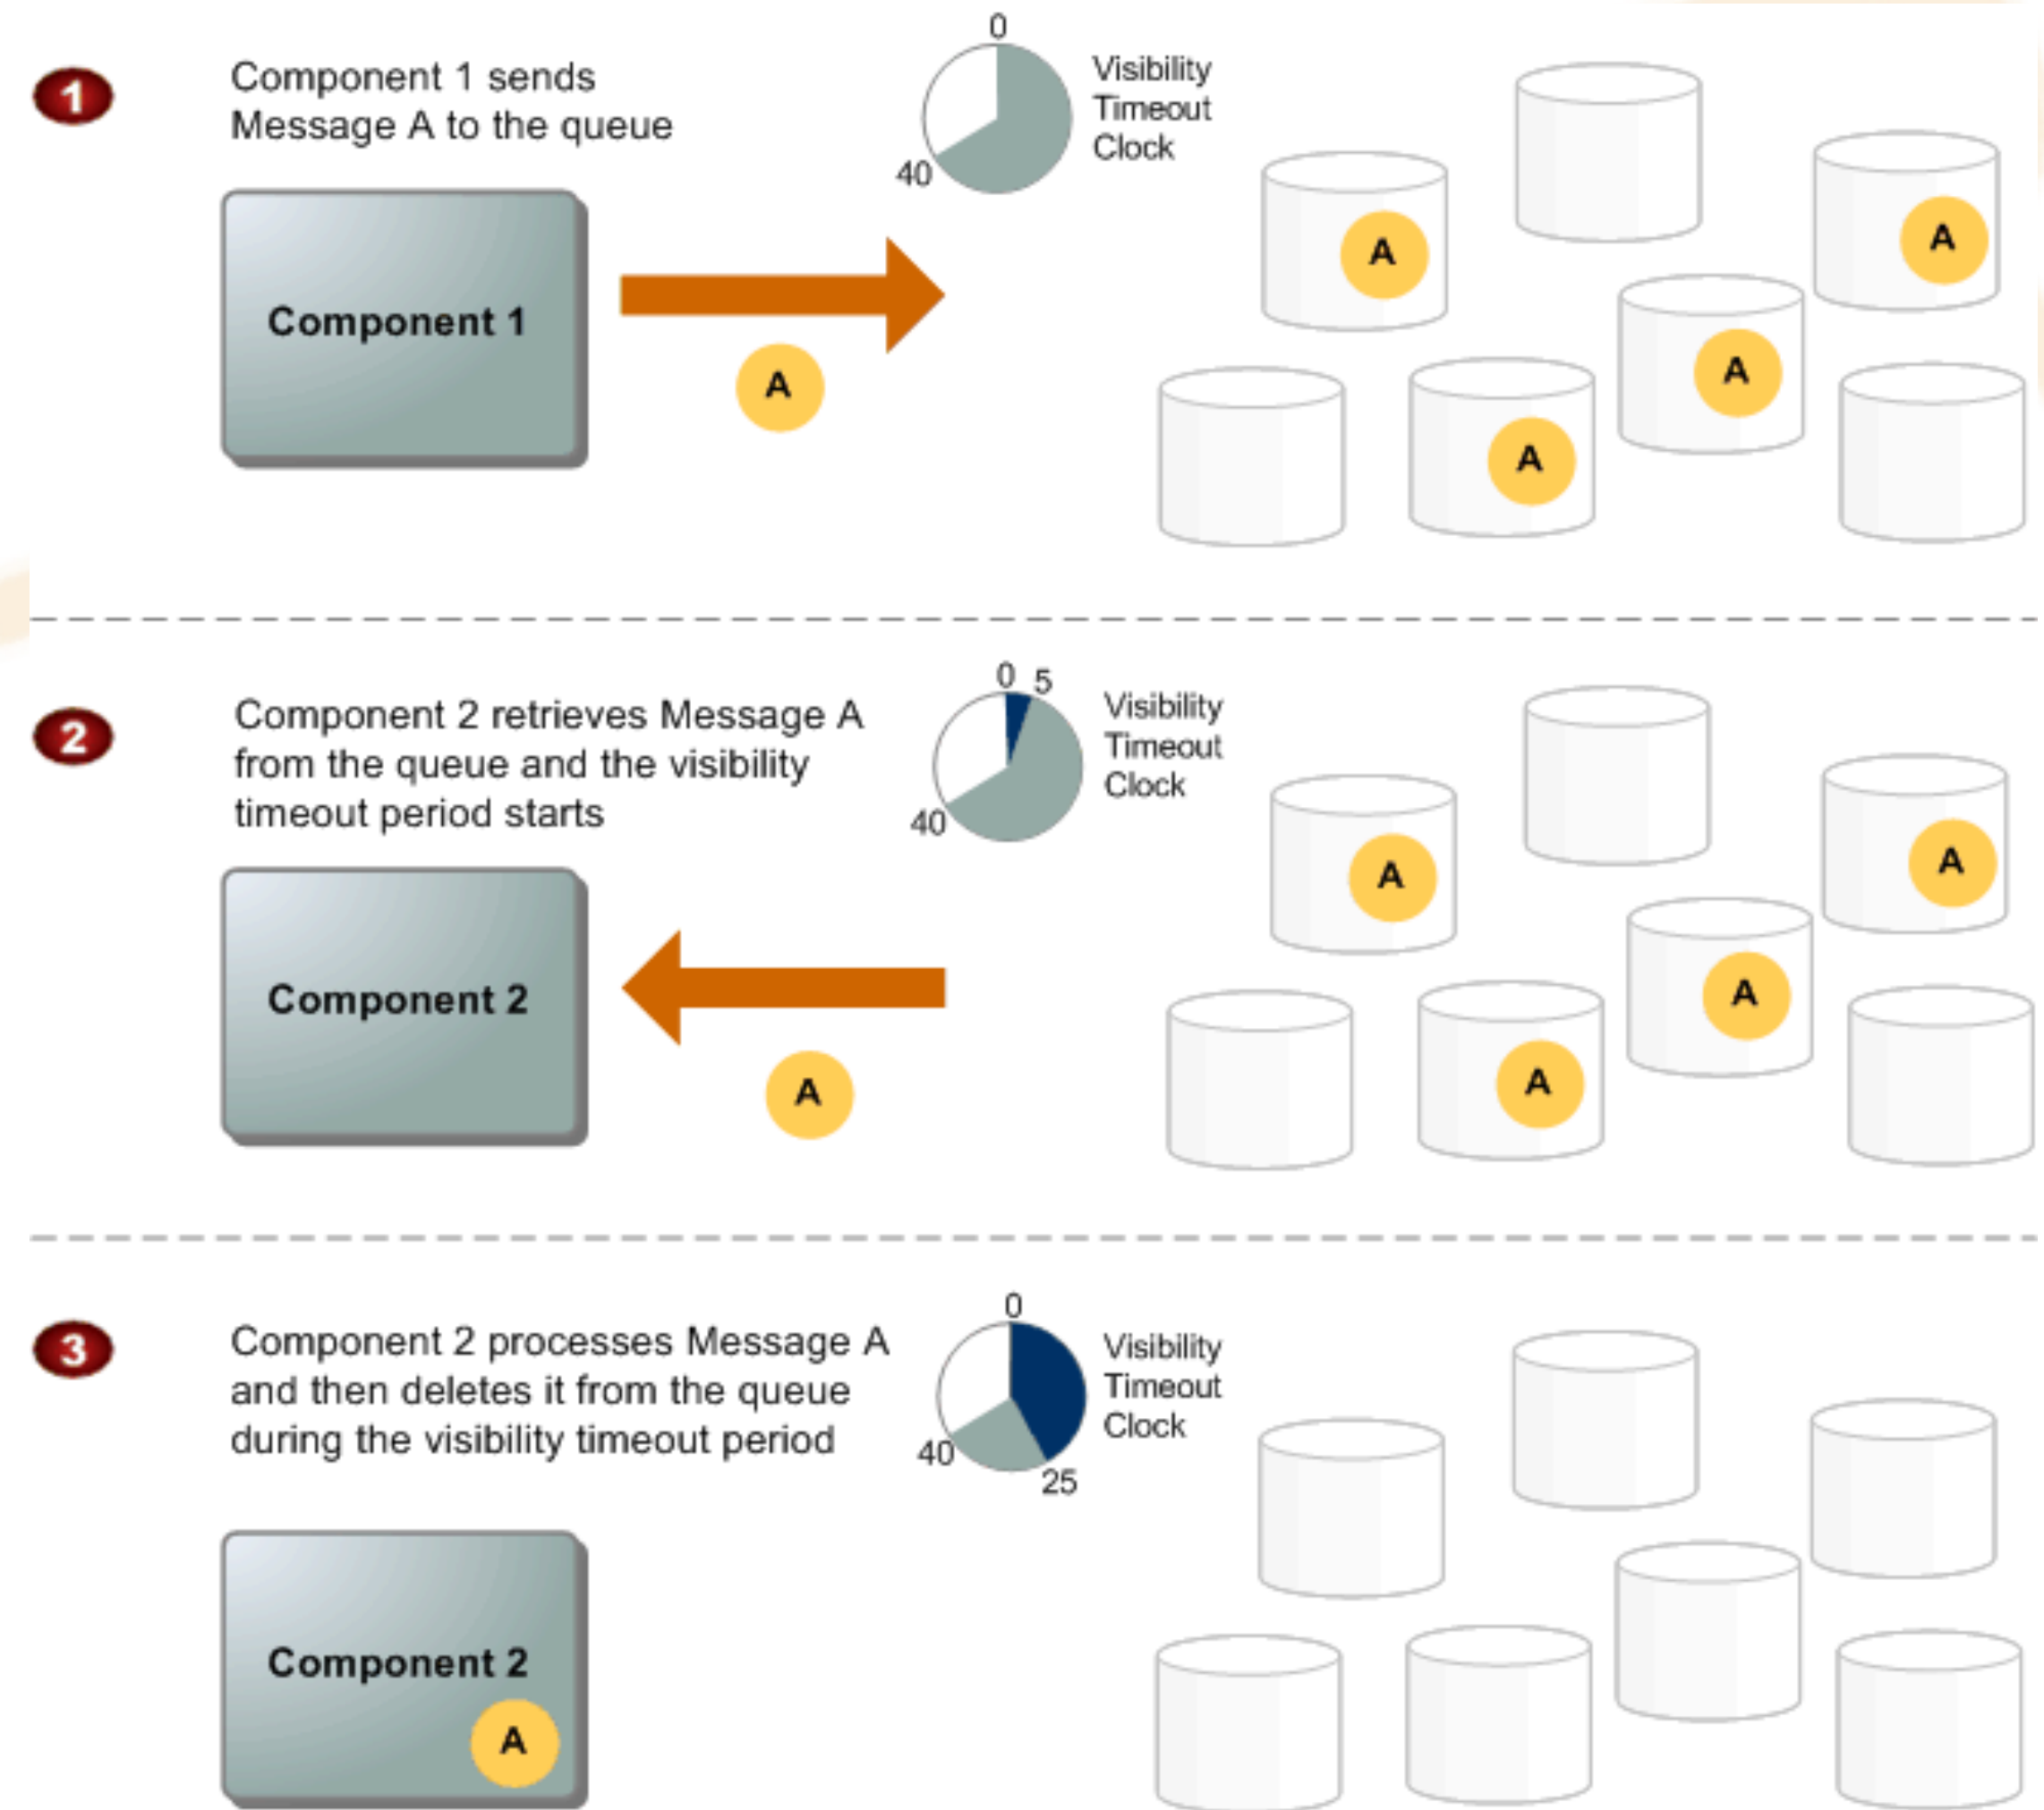 1
Component 1 sends
Message A to the queue
0
40
Visibility
Timeout
Clock
Component 1
A
A
A
A
A
2
Component 2 retrieves Message A
from the queue and the visibility
timeout period starts
0 5
40
Visibility
Timeout
Clock
Component 2
A
A
A
A
A
3
Component 2 processes Message A
and then deletes it from the queue
during the visibility timeout period
0
40
25
Visibility
Timeout
Clock
Component 2
A